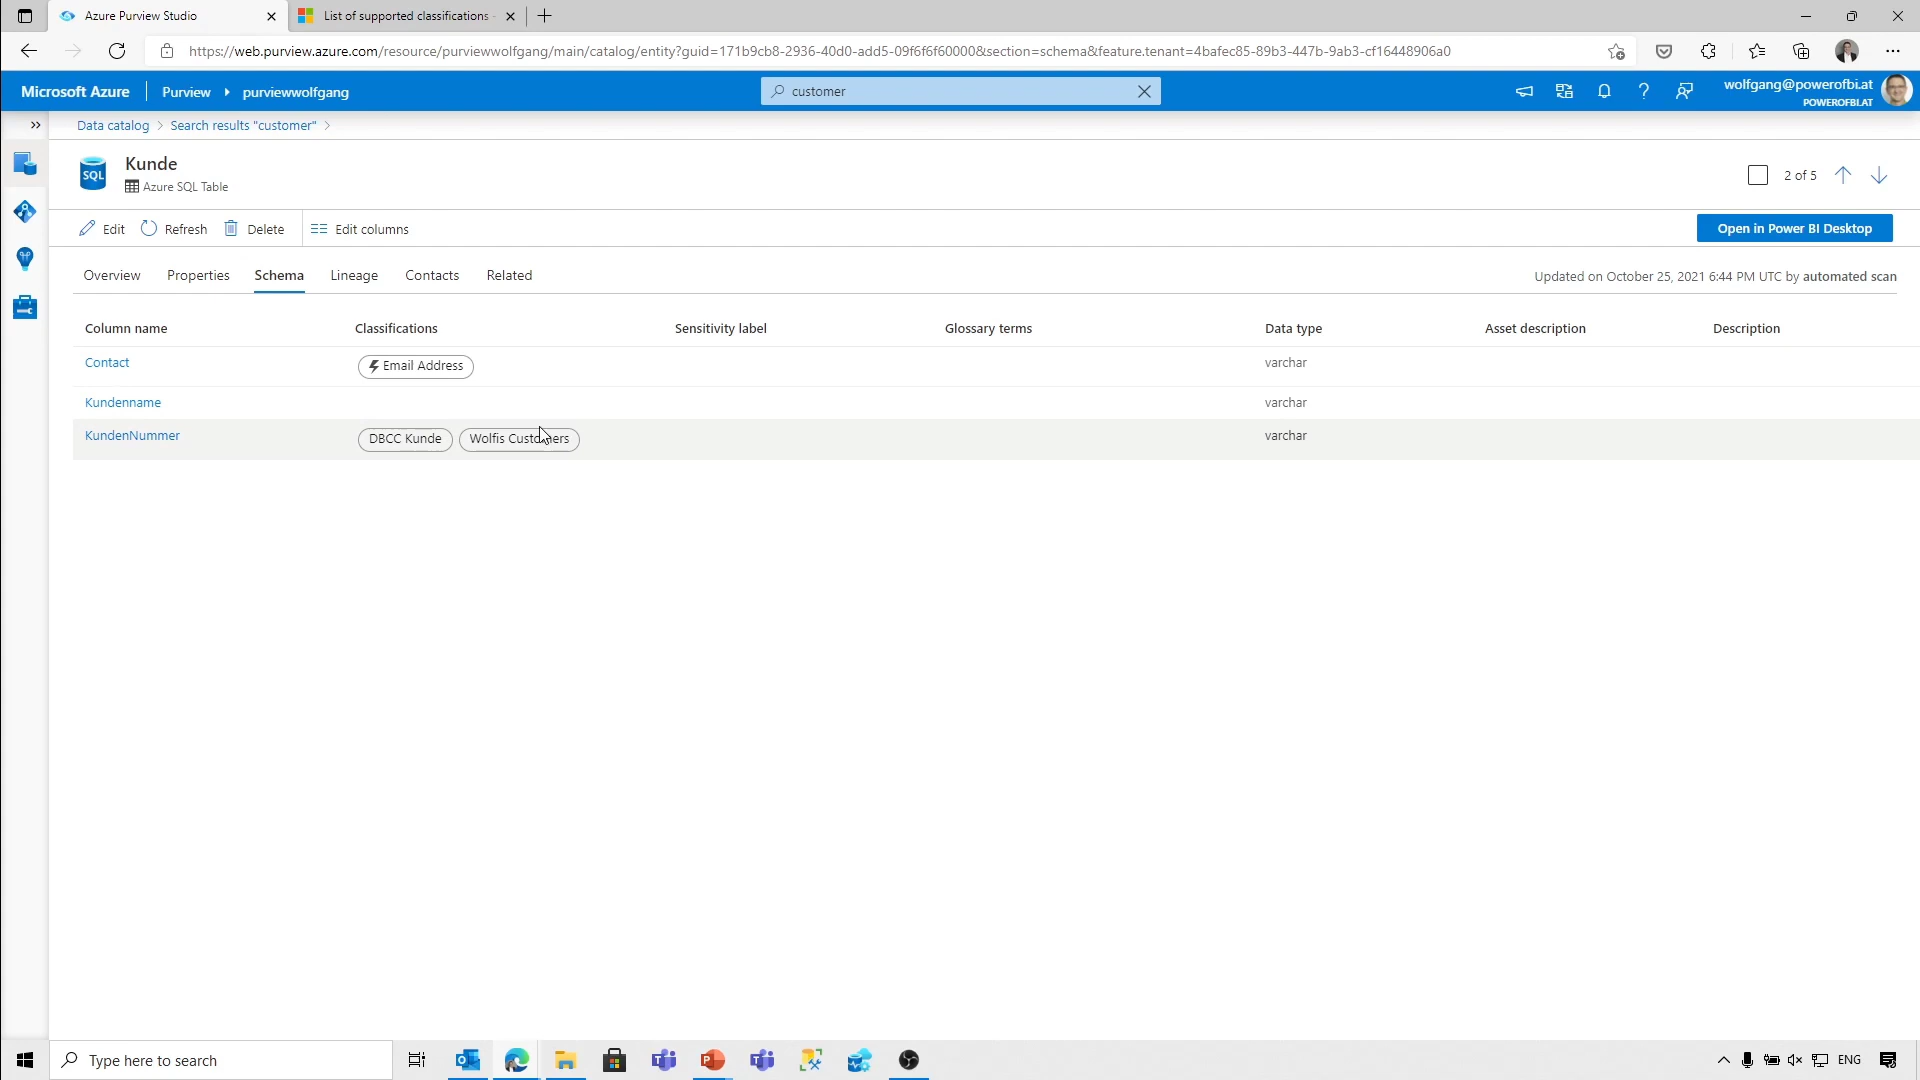 Azure Purview Studio
List of supported classifications -
https://web.purview.azure.com/resource/purviewwolfgang/main/catalog/entity?guid=171b9cb8-2936-40d0-add5-09f6f6f60000&section=schema&feature.tenant=4bafec85-89b3-447b-9ab3-cf16448906a0
Microsoft Azure Purview purviewwolfgang
customer
wolfgang@powerofbi.at
POWEROFBI.AT
Data catalog > Search results "customer" >
Kunde
SQL
Azure SQL Table
2 of 5
Edit Refresh Delete Edit columns
Open in Power BI Desktop
Overview Properties Schema Lineage Contacts Related
Updated on October 25, 2021 6:44 PM UTC by automated scan
Column name Classifications Sensitivity label Glossary terms Data type Asset description Description
Contact Email Address varchar
Kundenname varchar
KundenNummer DBCC Kunde Wolfis Customers varchar
Type here to search
ENG